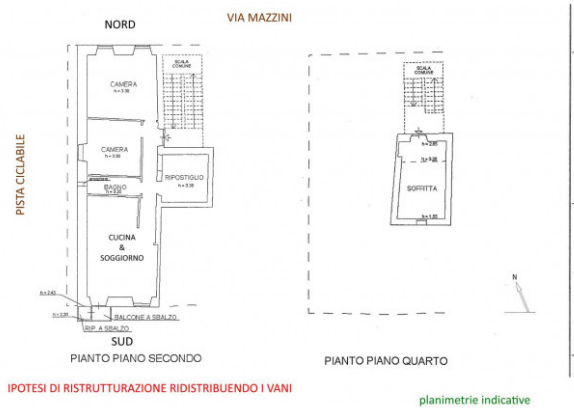 VIA MAZZINI
NORD
PISTA CICLABILE
SCALA
COMUNE
CAMERA
CAMERA
BAGNO
RIPOSTIGLIO
CUCINA
&
SOGGIORNO
BALCONE A SBALZO
RIP. A SBALZO
SUD
PIANTO PIANO SECONDO
SCALA
COMUNE
SOFFITTA
N
PIANTO PIANO QUARTO
IPOTESI DI RISTRUTTURAZIONE RIDISTRIBUENDO I VANI
planimetrie indicative